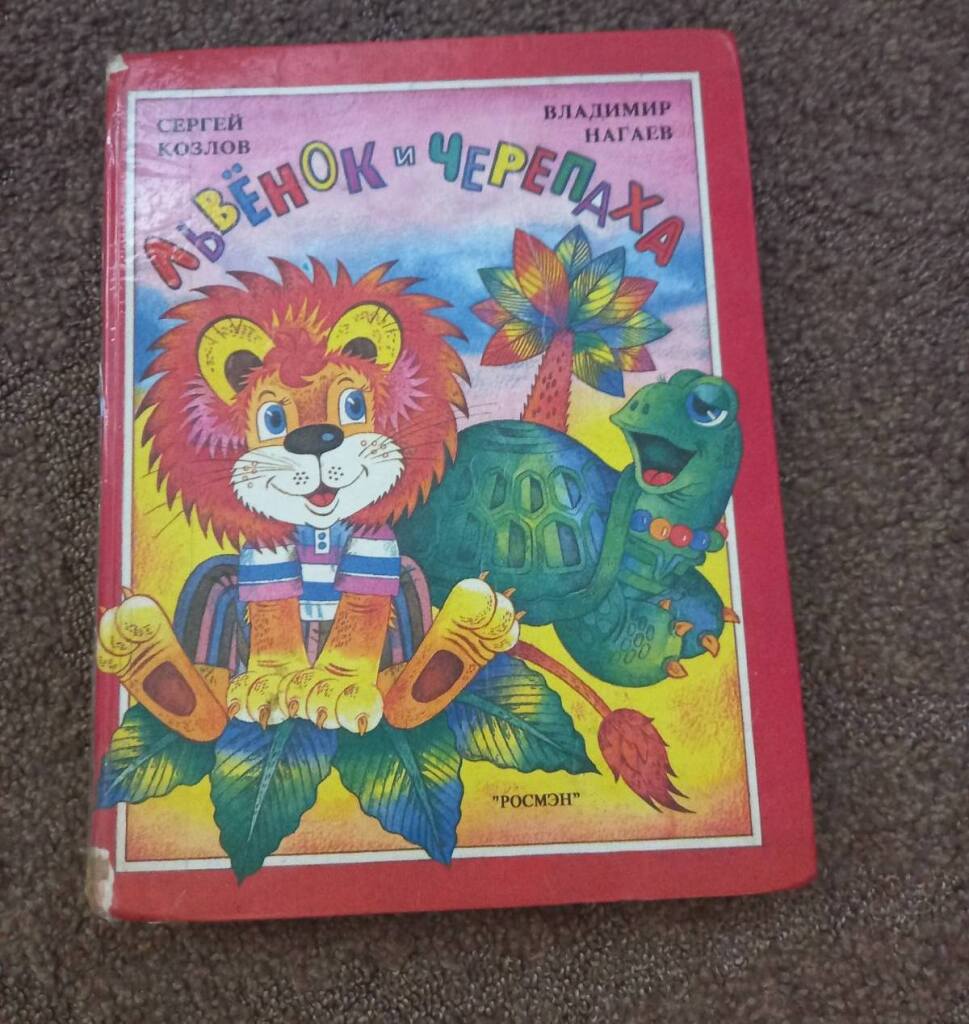 СЕРГЕЙ
КОЗЛОВ
ВЛАДИМИР
НАГАЕВ
ЛЬВЁНОК и ЧЕРЕПАХА
"РОСМЭН"